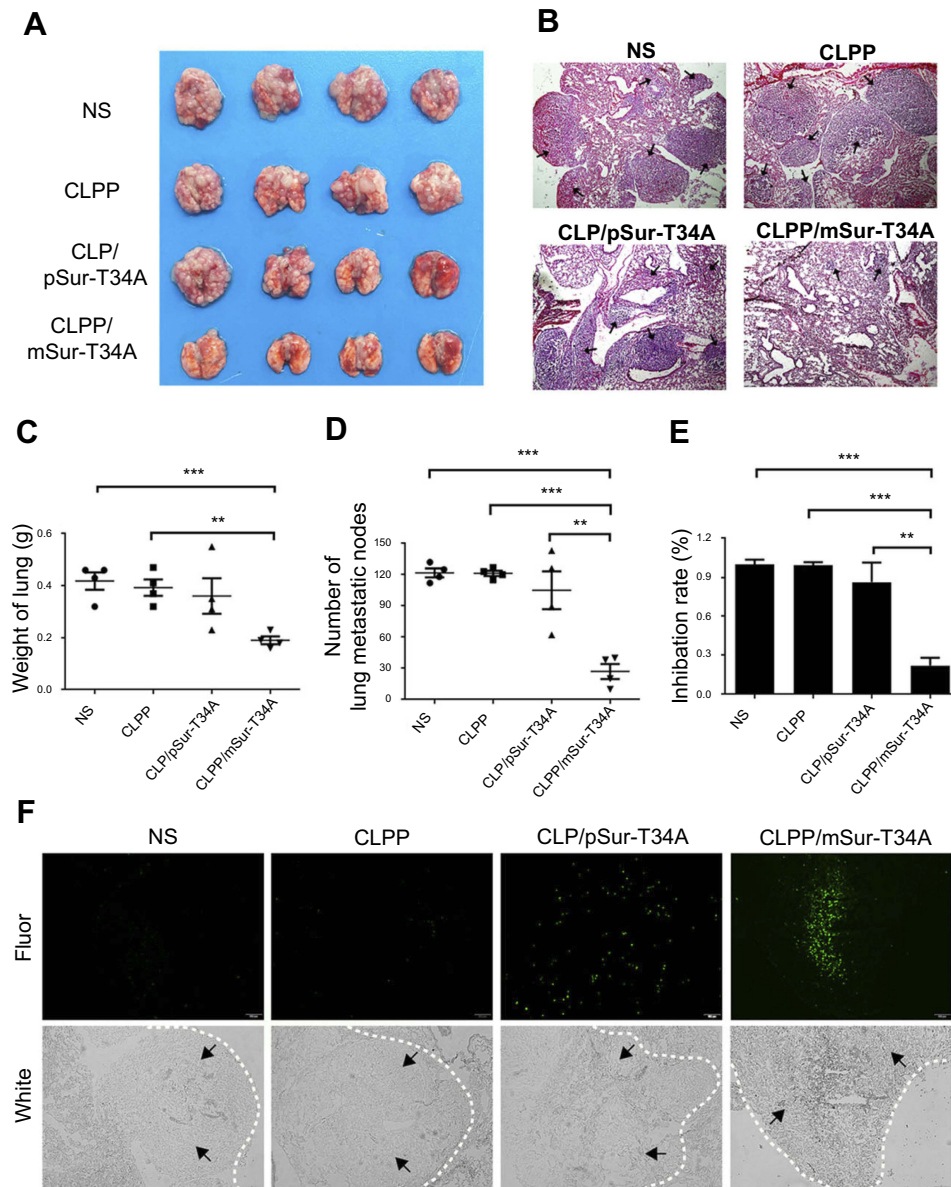 A
NS
CLPP
CLP/
pSur-T34A
CLPP/
mSur-T34A
B
NS
CLPP
CLP/pSur-T34A
CLPP/mSur-T34A
C
***
**
Weight of lung (g)
0.6
0.4
0.2
0.0
NS
CLPP
CLP/pSur-T34A
CLPP/mSur-T34A
D
***
***
**
Number of
lung metastatic nodes
150
120
90
60
30
0
NS
CLPP
CLP/pSur-T34A
CLPP/mSur-T34A
E
***
***
**
Inhibation rate (%)
1.2
0.9
0.6
0.3
0.0
NS
CLPP
CLP/pSur-T34A
CLPP/mSur-T34A
F
NS
CLPP
CLP/pSur-T34A
CLPP/mSur-T34A
Fluor
White